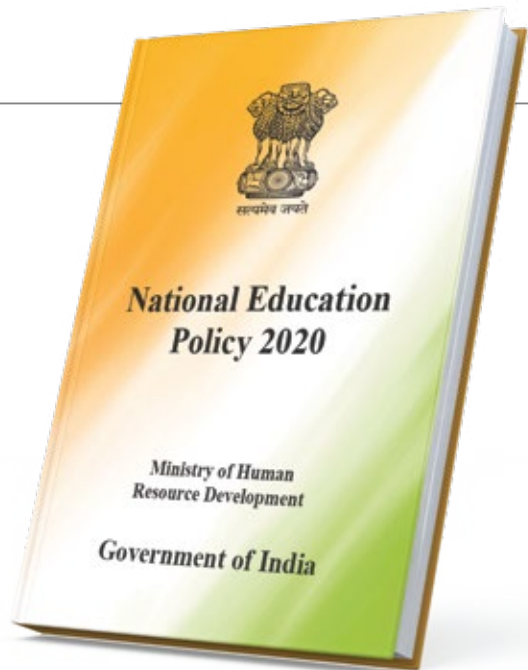 सत्यमेव जयते
National Education
Policy 2020
Ministry of Human
Resource Development
Government of India